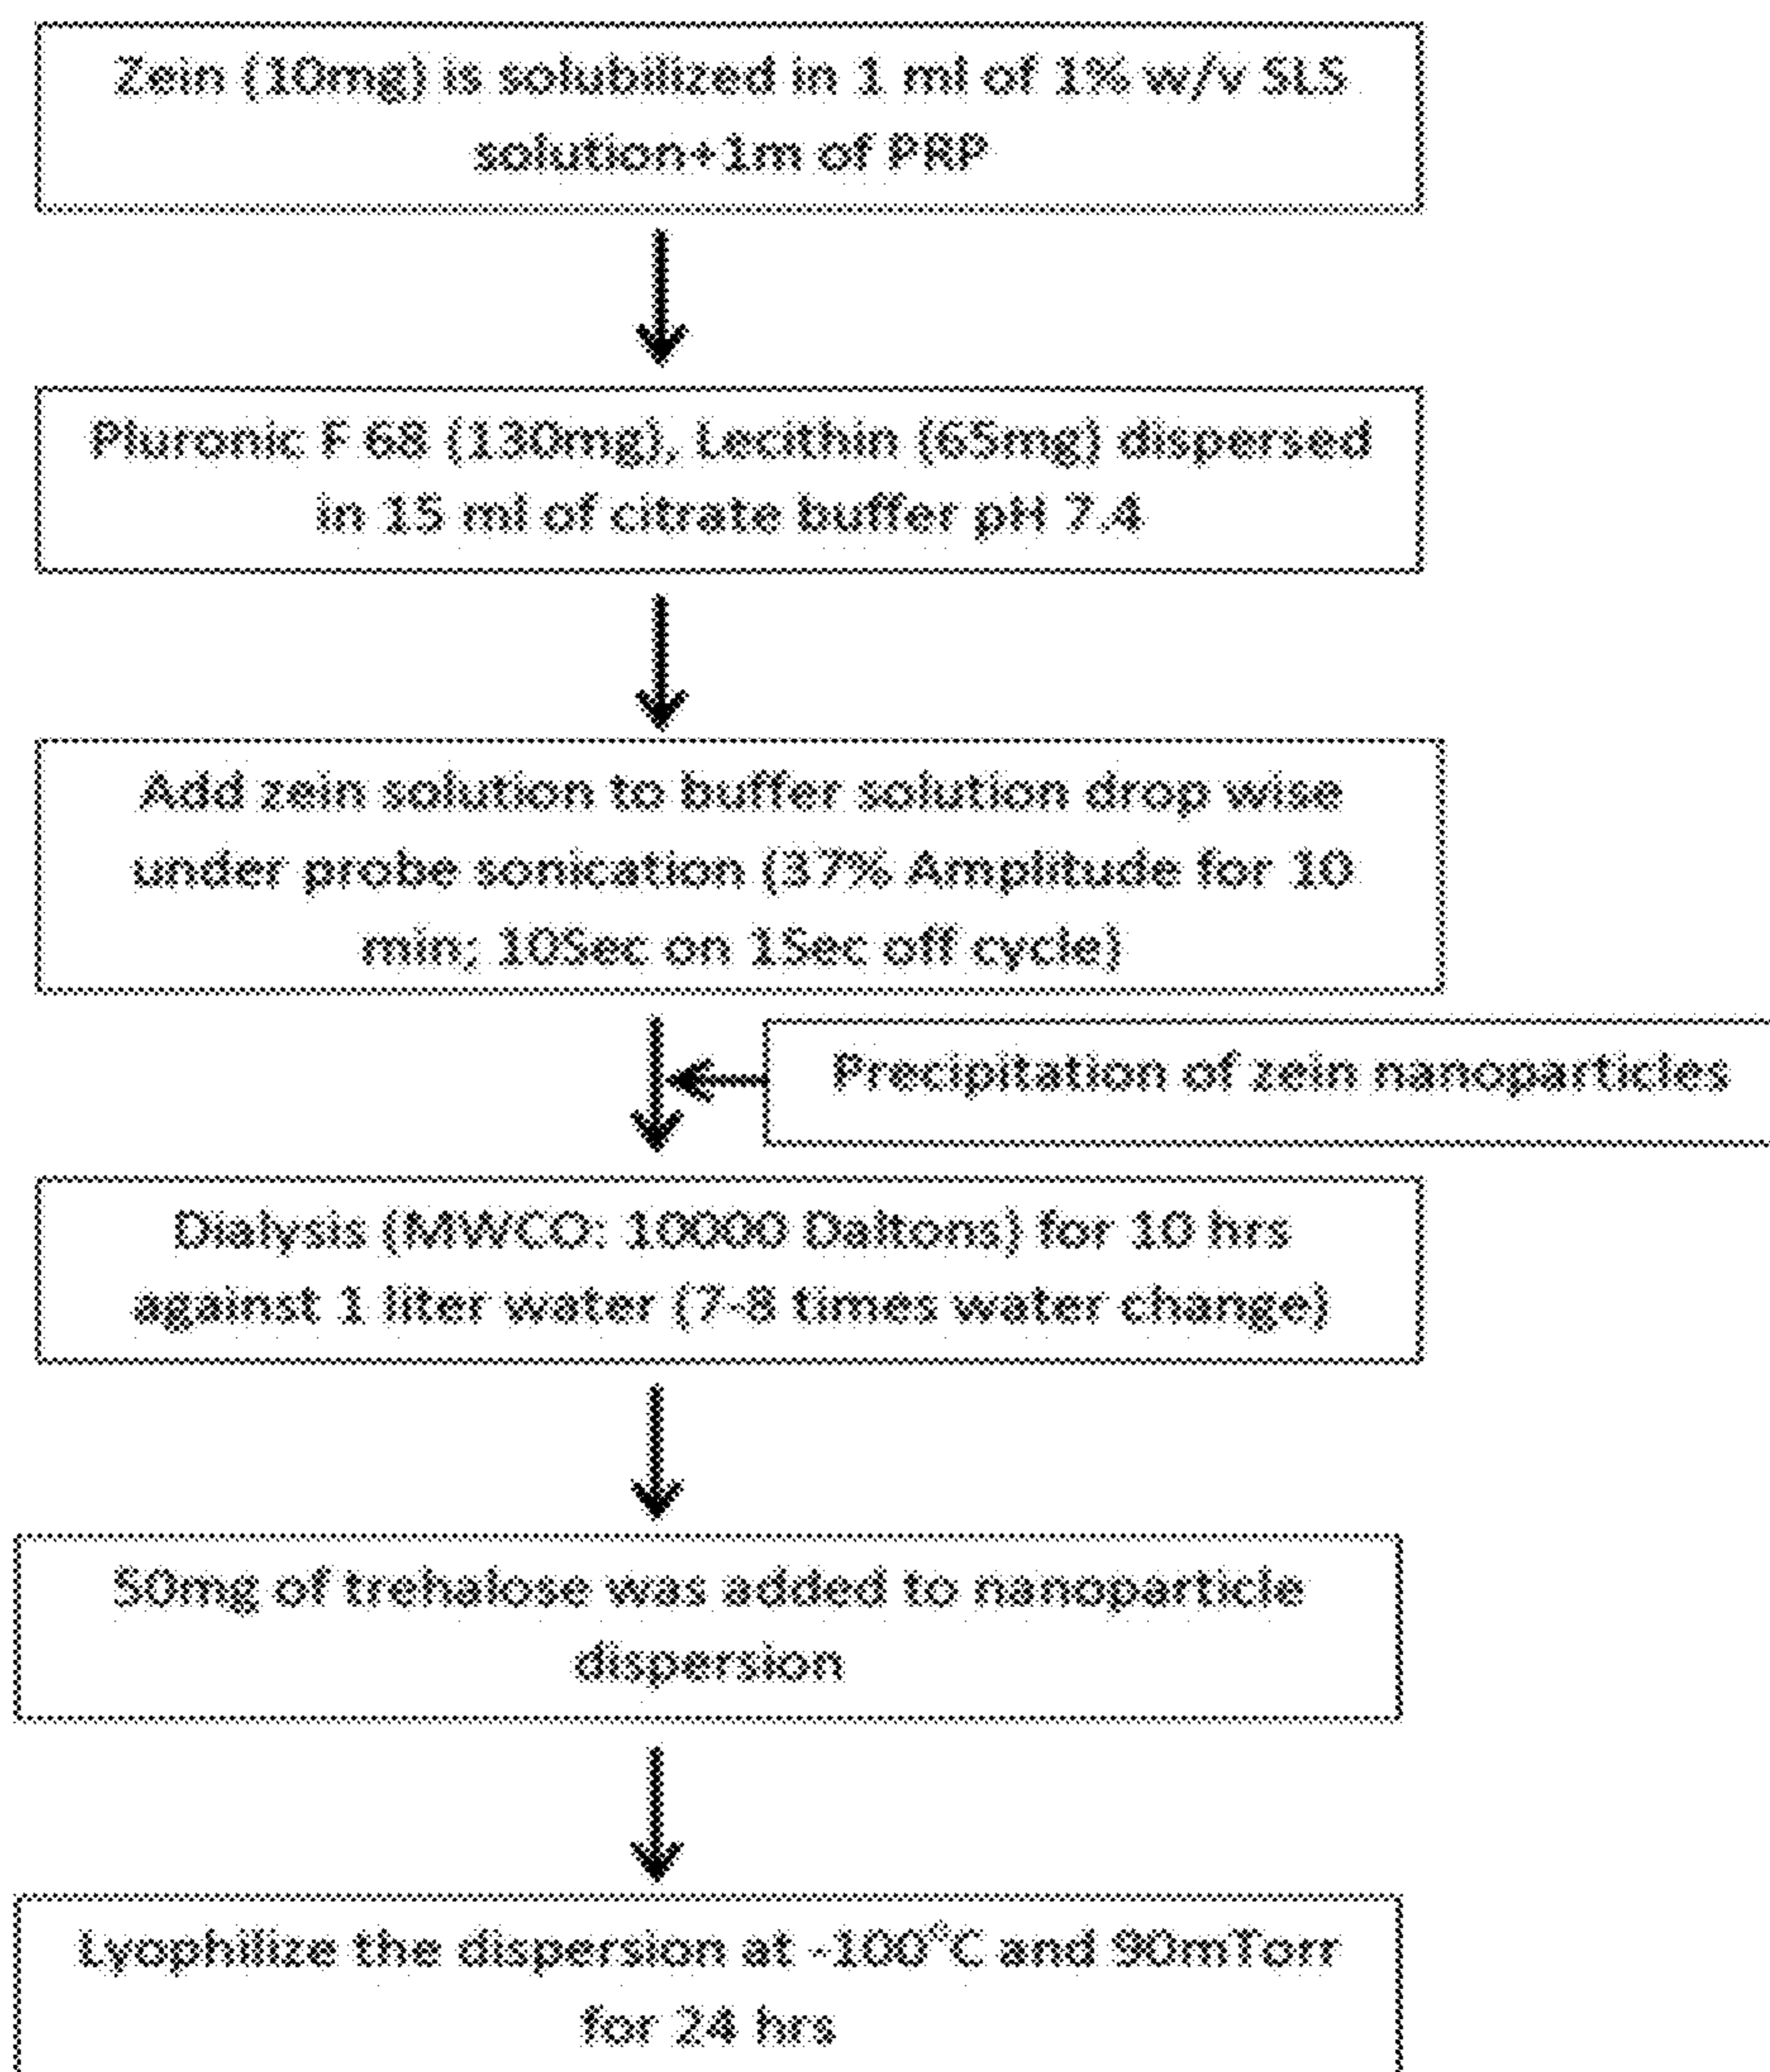 Zein (10mg) is solubilized in 1 ml of 1% w/v SLS
solution+1m of PRP
Pluronic F 68 (130mg), Lecithin (65mg) dispersed
in 15 ml of citrate buffer pH 7.4
Add zein solution to buffer solution drop wise
under probe sonication (37% Amplitude for 10
min; 10Sec on 1Sec off cycle)
Precipitation of zein nanoparticles
Dialysis (MWCO: 10000 Daltons) for 10 hrs
against 1 liter water (7-8 times water change)
50mg of trehalose was added to nanoparticle
dispersion
Lyophilize the dispersion at -100°C and 90mTorr
for 24 hrs